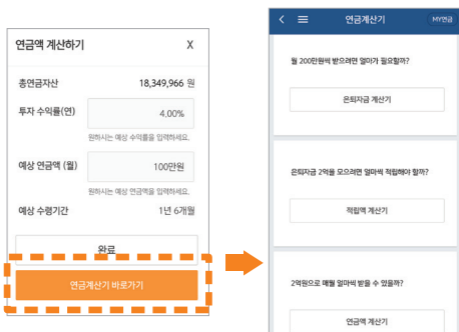 연금액 계산하기 X
총연금자산 18,349,966 원
투자 수익률(연) 4.00%
원하시는 예상 수익률을 입력하세요.
예상 연금액 (월) 100만원
원하시는 예상 연금액을 입력하세요.
예상 수령기간 1년 6개월
완료
연금계산기 바로가기
연금계산기 MY연금
월 200만원씩 받으려면 얼마가 필요할까?
은퇴자금 계산기
은퇴자금 2억을 모으려면 얼마씩 적립해야 할까?
적립액 계산기
2억원으로 매월 얼마씩 받을 수 있을까?
연금액 계산기